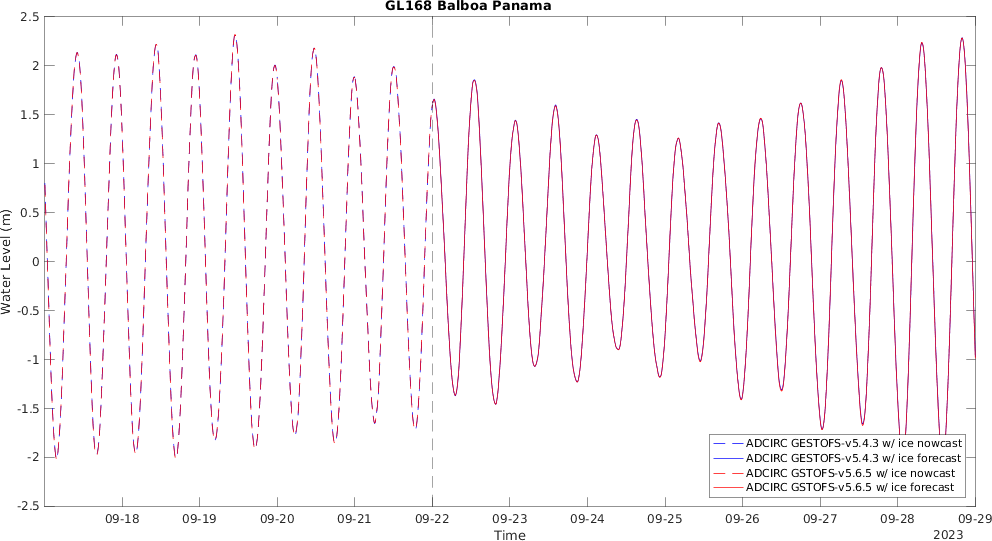 GL168 Balboa Panama
2.5
2
1.5
1
0.5
0
-0.5
-1
-1.5
-2
-2.5
Water Level (m)
ADCIRC GESTOFS-v5.4.3 w/ ice nowcast
ADCIRC GESTOFS-v5.4.3 w/ ice forecast
ADCIRC GSTOFS-v5.6.5 w/ ice nowcast
ADCIRC GSTOFS-v5.6.5 w/ ice forecast
09-18 09-19 09-20 09-21 09-22 09-23 09-24 09-25 09-26 09-27 09-28 09-29
Time
2023